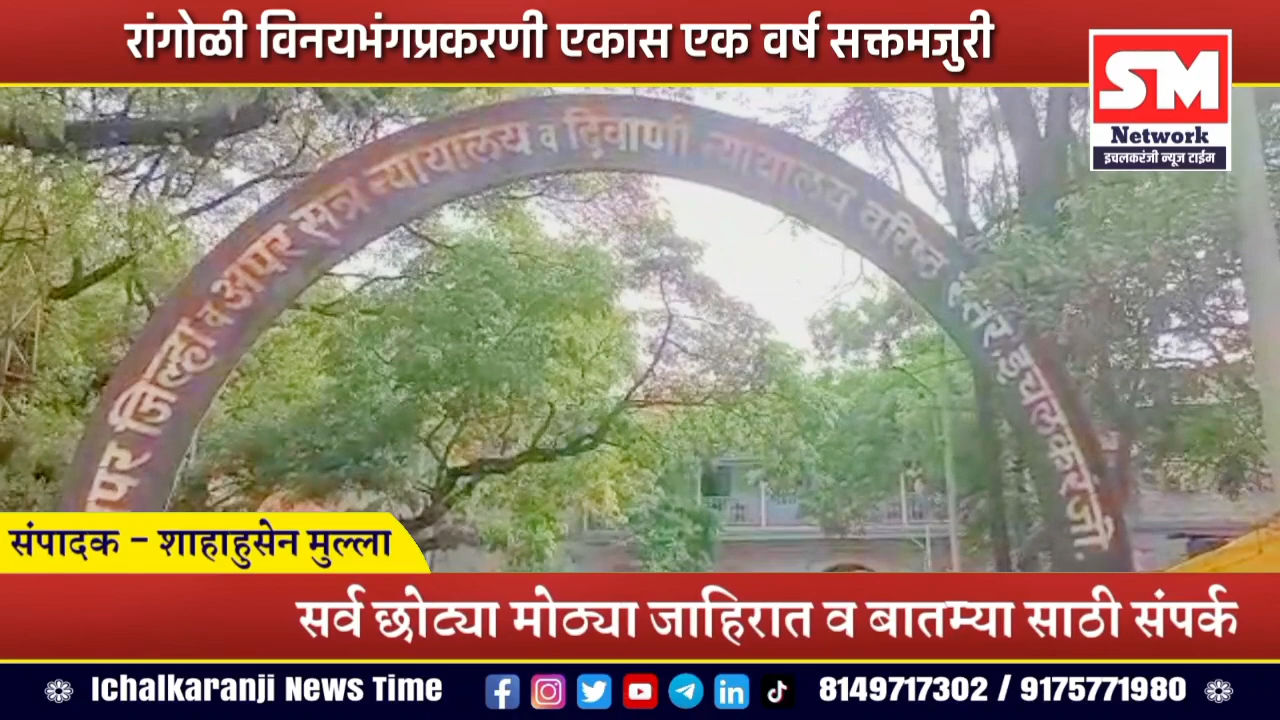 रांगोळी विनयभंगप्रकरणी एकास एक वर्ष सक्तमजुरी
SM
Network
इचलकरंजी न्यूज टाईम
जिल्हा व अपर सत्र न्यायालय व दिवाणी न्यायालय वरिष्ठ स्तर, इचलकरंजी.
संपादक - शाहाहुसेन मुल्ला
सर्व छोट्या मोठ्या जाहिरात व बातम्या साठी संपर्क
Ichalkaranji News Time
8149717302 / 9175771980